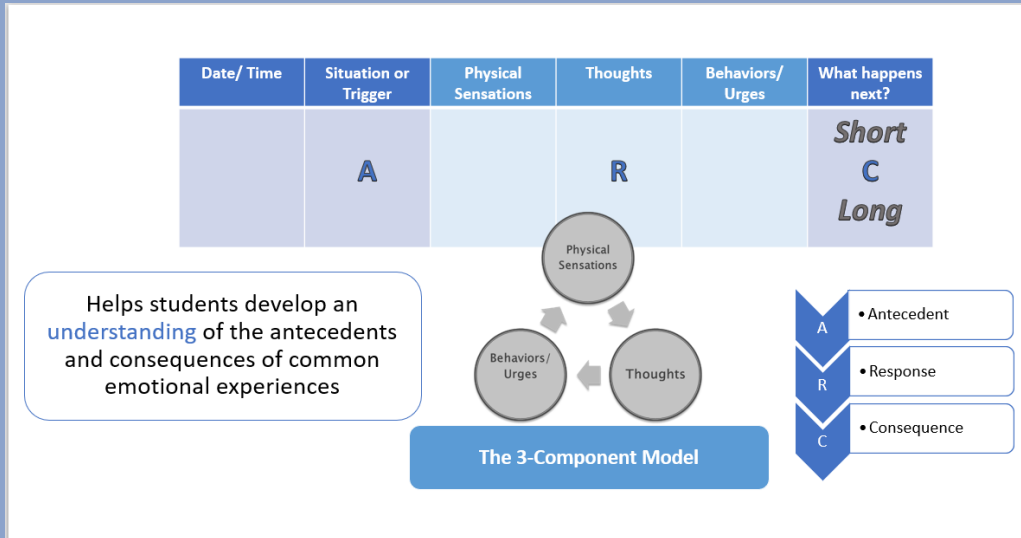 Date/ Time
Situation or
Trigger
Physical
Sensations
Thoughts
Behaviors/
Urges
What happens
next?
A
R
Short
C
Long
Physical
Sensations
Behaviors/
Urges
Thoughts
The 3-Component Model
Helps students develop an
understanding of the antecedents
and consequences of common
emotional experiences
A
•Antecedent
R
•Response
C
•Consequence